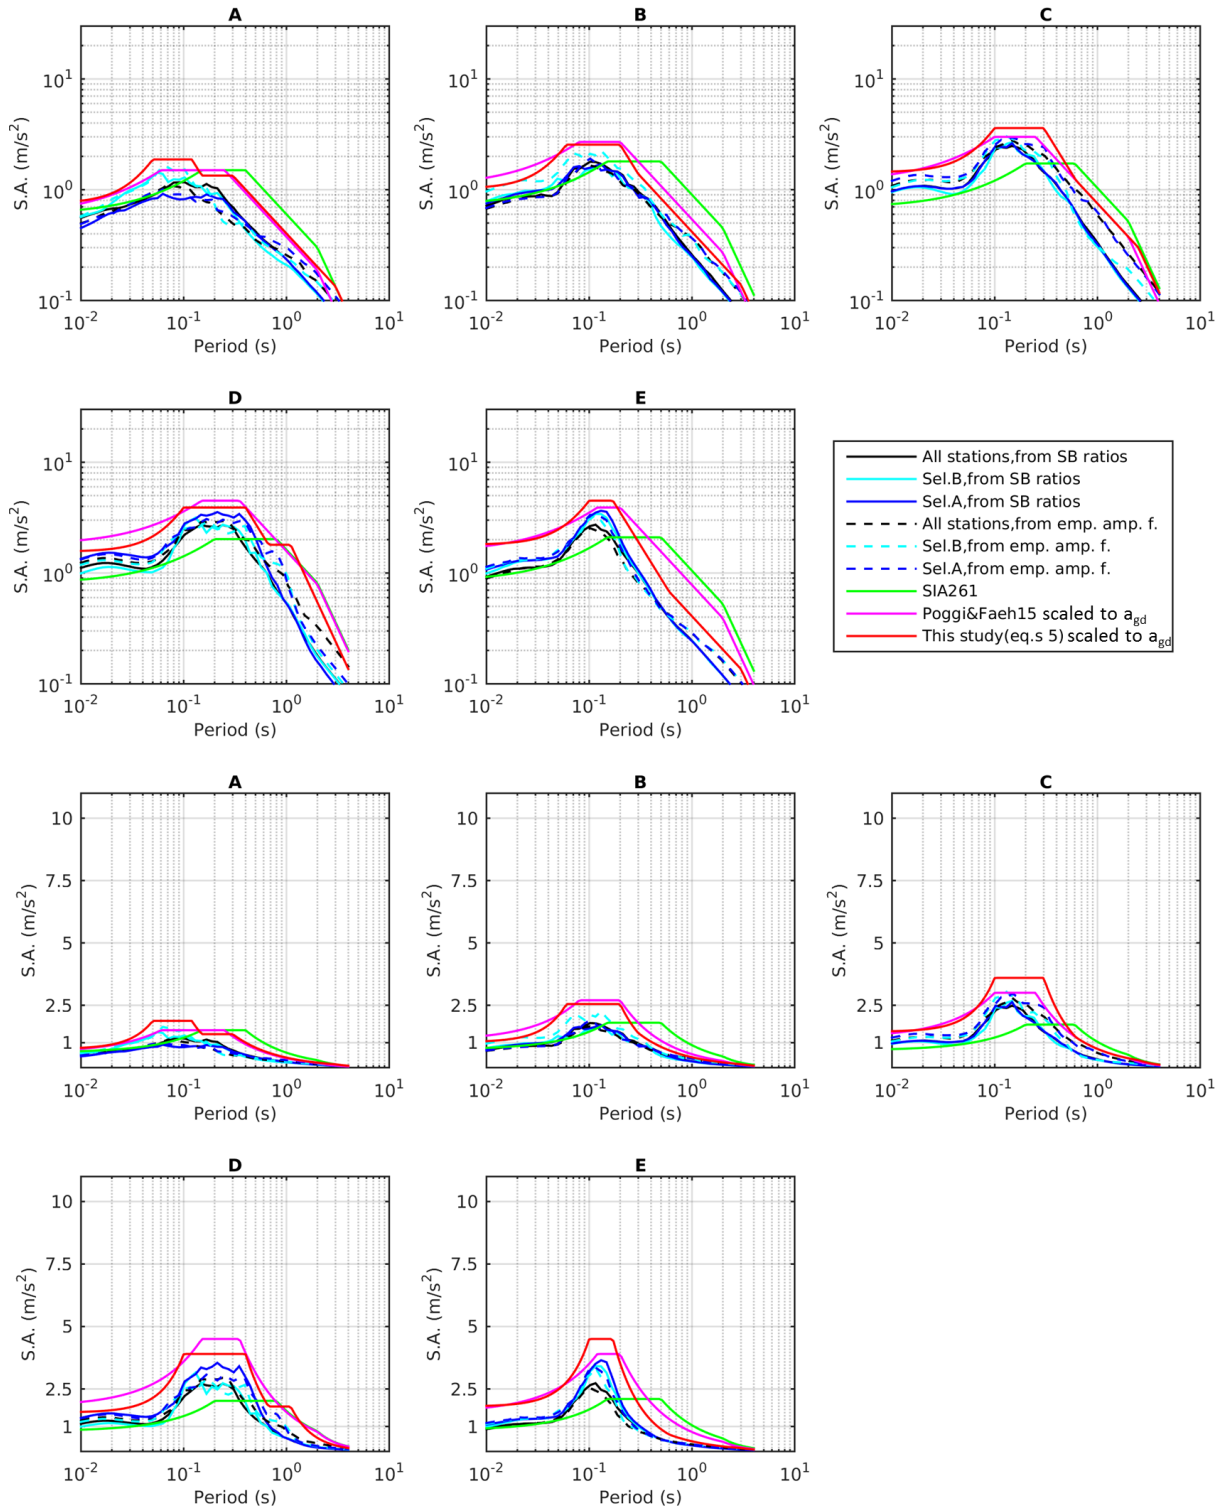 A
B
C
S.A. (m/s²)
10¹
10⁰
10⁻¹
10⁻² 10⁻¹ 10⁰ 10¹
Period (s)
S.A. (m/s²)
10¹
10⁰
10⁻¹
10⁻² 10⁻¹ 10⁰ 10¹
Period (s)
S.A. (m/s²)
10¹
10⁰
10⁻¹
10⁻² 10⁻¹ 10⁰ 10¹
Period (s)
D
E
S.A. (m/s²)
10¹
10⁰
10⁻¹
10⁻² 10⁻¹ 10⁰ 10¹
Period (s)
S.A. (m/s²)
10¹
10⁰
10⁻¹
10⁻² 10⁻¹ 10⁰ 10¹
Period (s)
All stations,from SB ratios
Sel.B,from SB ratios
Sel.A,from SB ratios
All stations,from emp. amp. f.
Sel.B,from emp. amp. f.
Sel.A,from emp. amp. f.
SIA261
Poggi&Faeh15 scaled to a_gd
This study(eq.s 5) scaled to a_gd
A
B
C
S.A. (m/s²)
10
7.5
5
2.5
1
10⁻² 10⁻¹ 10⁰ 10¹
Period (s)
S.A. (m/s²)
10
7.5
5
2.5
1
10⁻² 10⁻¹ 10⁰ 10¹
Period (s)
S.A. (m/s²)
10
7.5
5
2.5
1
10⁻² 10⁻¹ 10⁰ 10¹
Period (s)
D
E
S.A. (m/s²)
10
7.5
5
2.5
1
10⁻² 10⁻¹ 10⁰ 10¹
Period (s)
S.A. (m/s²)
10
7.5
5
2.5
1
10⁻² 10⁻¹ 10⁰ 10¹
Period (s)